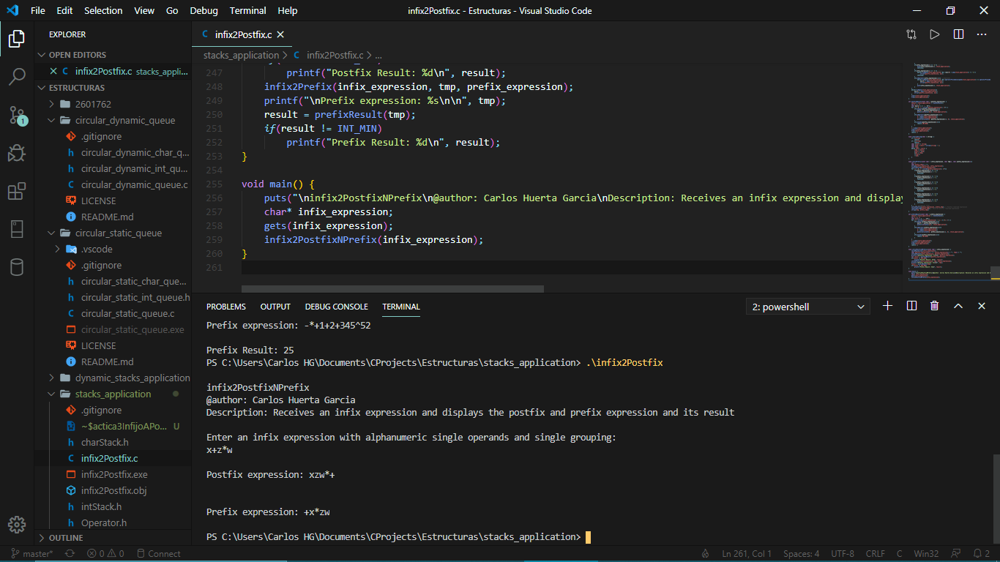 File Edit Selection View Go Debug Terminal Help
infix2Postfix.c - Estructuras - Visual Studio Code
EXPLORER
OPEN EDITORS
infix2Postfix.c stacks_appli...
ESTRUCTURAS
2601762
circular_dynamic_queue
.gitignore
circular_dynamic_char_q...
circular_dynamic_int_qu...
circular_dynamic_queue.c
LICENSE
README.md
circular_static_queue
.vscode
.gitignore
circular_static_char_que...
circular_static_int_queue.h
circular_static_queue.c
circular_static_queue.exe
LICENSE
README.md
dynamic_stacks_application
stacks_application
.gitignore
~$actica3InfijoAPo... U
charStack.h
infix2Postfix.c
infix2Postfix.exe
infix2Postfix.obj
intStack.h
Operator.h
OUTLINE
1
infix2Postfix.c
stacks_application > C infix2Postfix.c > ...
247 printf("Postfix Result: %d\n", result);
248 infix2Prefix(infix_expression, tmp, prefix_expression);
249 printf("\nPrefix expression: %s\n\n", tmp);
250 result = prefixResult(tmp);
251 if(result != INT_MIN)
252 printf("Prefix Result: %d\n", result);
253 }
254
255 void main() {
256 puts("\ninfix2PostfixNPrefix\n@author: Carlos Huerta Garcia\nDescription: Receives an infix expression and displa
257 char* infix_expression;
258 gets(infix_expression);
259 infix2PostfixNPrefix(infix_expression);
260 }
261
PROBLEMS OUTPUT DEBUG CONSOLE TERMINAL
2: powershell
Prefix expression: -*+1+2+345^52
Prefix Result: 25
PS C:\Users\Carlos HG\Documents\CProjects\Estructuras\stacks_application> .\infix2Postfix
infix2PostfixNPrefix
@author: Carlos Huerta Garcia
Description: Receives an infix expression and displays the postfix and prefix expression and its result
Enter an infix expression with alphanumeric single operands and single grouping:
x+z*w
Postfix expression: xzw*+
Prefix expression: +x*zw
PS C:\Users\Carlos HG\Documents\CProjects\Estructuras\stacks_application>
master* 0 0 Connect
Ln 261, Col 1 Spaces: 4 UTF-8 CRLF C Win32 2